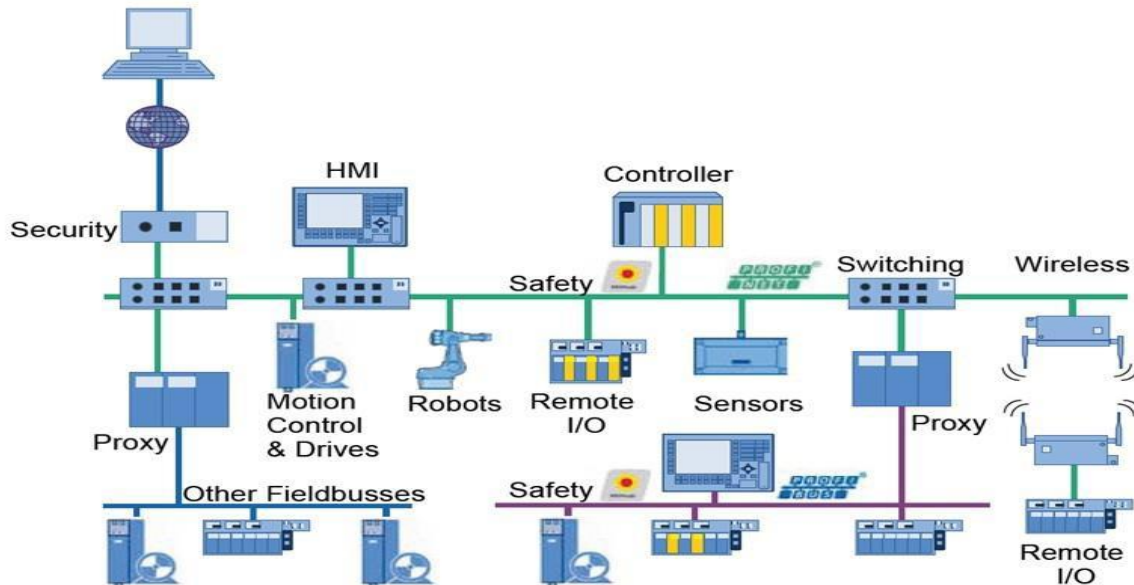 HMI
Controller
Security
Safety
PROFI
NET
Switching
Wireless
Motion
Control
& Drives
Robots
Remote
I/O
Sensors
Proxy
Proxy
Other Fieldbusses
Safety
PROFI
BUS
Remote
I/O